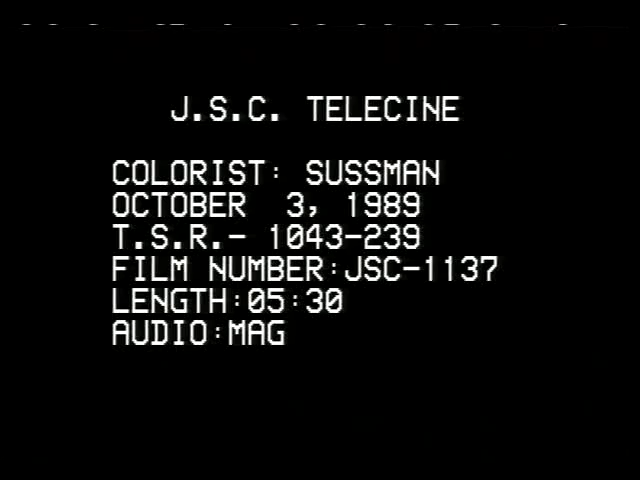 J.S.C. TELECINE
COLORIST: SUSSMAN
OCTOBER  3, 1989
T.S.R.- 1043-239
FILM NUMBER:JSC-1137
LENGTH:05:30
AUDIO:MAG